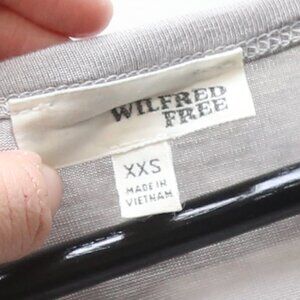 WILFRED
FREE
XXS
MADE IN
VIETNAM